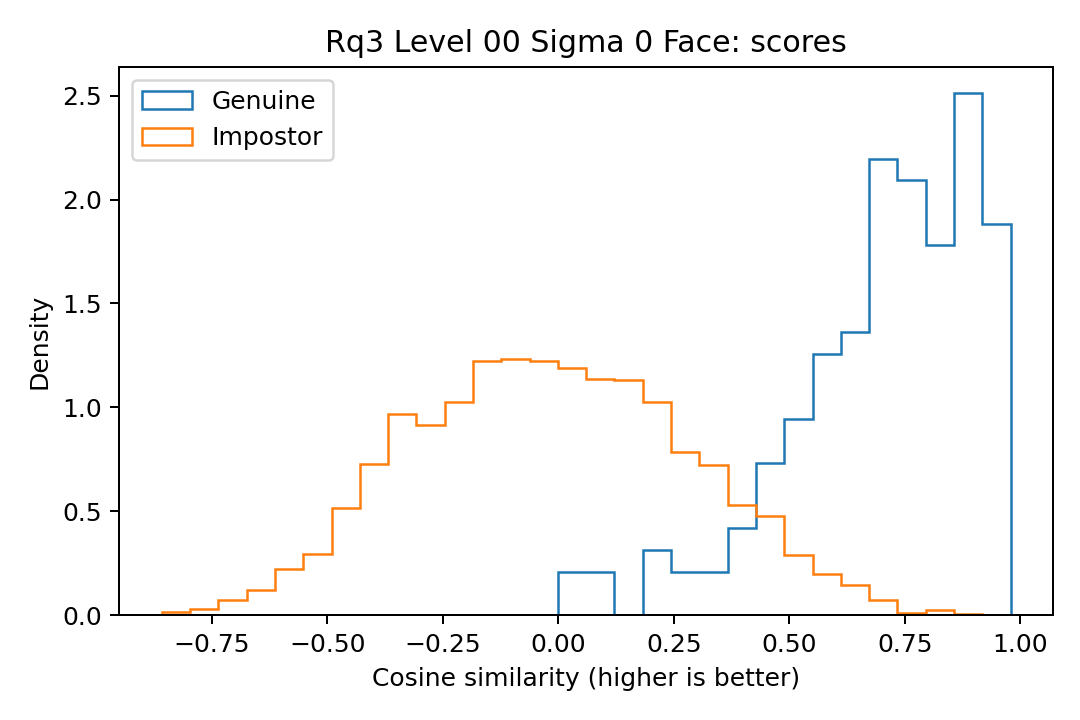 Rq3 Level 00 Sigma 0 Face: scores
Genuine
Impostor
Density
2.5
2.0
1.5
1.0
0.5
0.0
−0.75 −0.50 −0.25 0.00 0.25 0.50 0.75 1.00
Cosine similarity (higher is better)